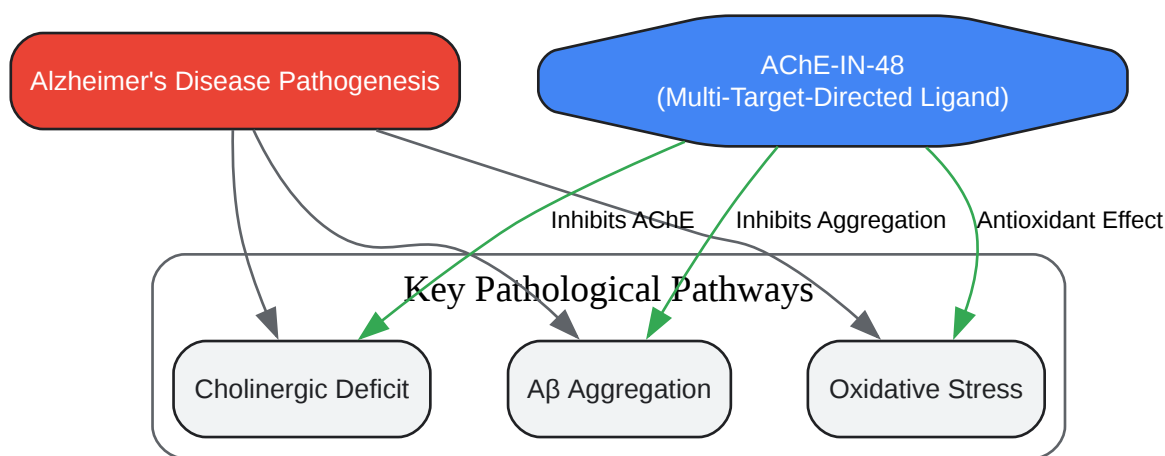 Alzheimer's Disease Pathogenesis
AChE-IN-48
(Multi-Target-Directed Ligand)
Inhibits AChE
Inhibits Aggregation
Antioxidant Effect
Key Pathological Pathways
Cholinergic Deficit
Aβ Aggregation
Oxidative Stress